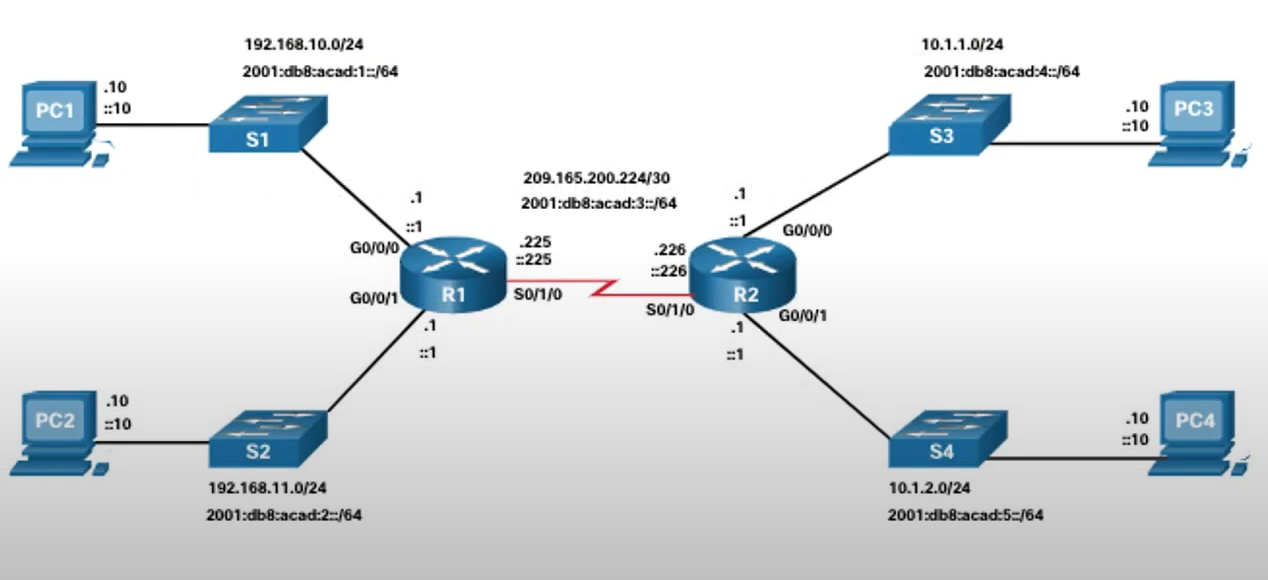 192.168.10.0/24
2001:db8:acad:1::/64
PC1
.10
::10
S1
10.1.1.0/24
2001:db8:acad:4::/64
S3
.10
::10
PC3
209.165.200.224/30
2001:db8:acad:3::/64
.1
::1
G0/0/0
G0/0/1
R1
.225
::225
S0/1/0
.1
::1
.1
::1
G0/0/0
.226
::226
S0/1/0
R2
G0/0/1
.1
::1
PC2
.10
::10
S2
192.168.11.0/24
2001:db8:acad:2::/64
S4
.10
::10
PC4
10.1.2.0/24
2001:db8:acad:5::/64